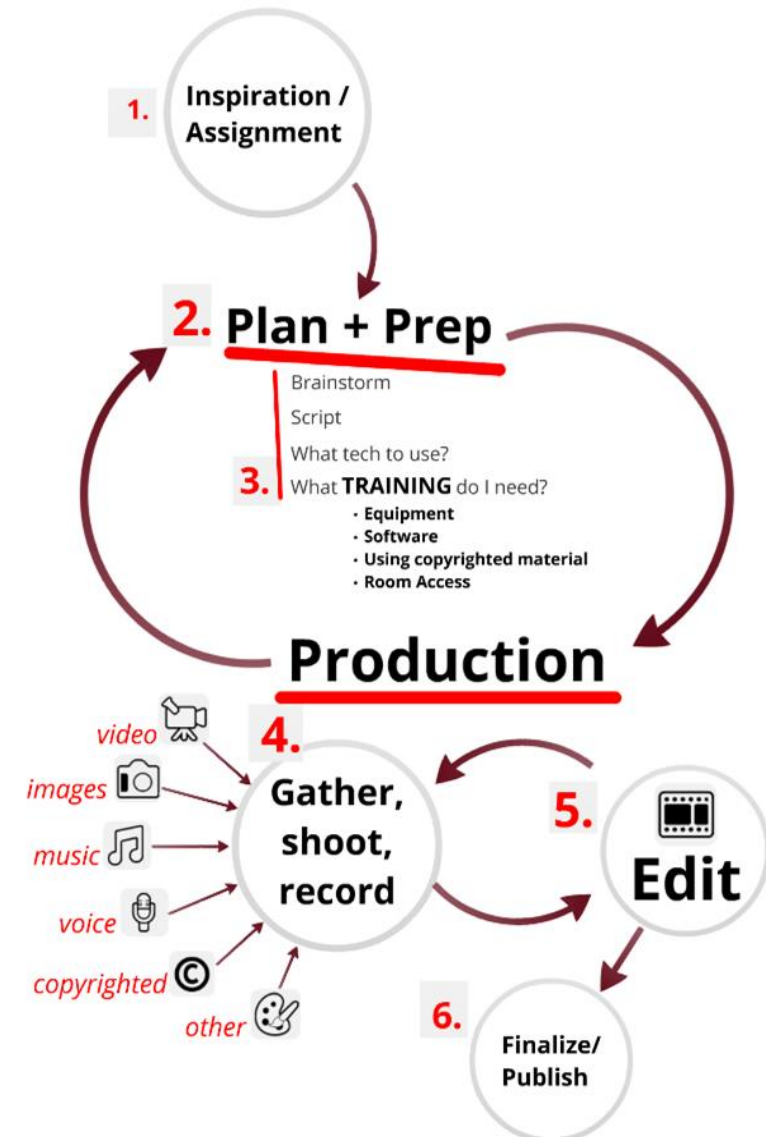 1.
Inspiration /
Assignment
2. Plan + Prep
Brainstorm
Script
What tech to use?
3. What TRAINING do I need?
· Equipment
· Software
· Using copyrighted material
· Room Access
Production
4.
Gather,
shoot,
record
video
images
music
voice
copyrighted ©
other
5.
Edit
6.
Finalize/
Publish